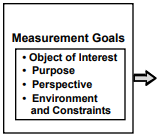 Measurement Goals
• Object of Interest
• Purpose
• Perspective
• Environment
and Constraints